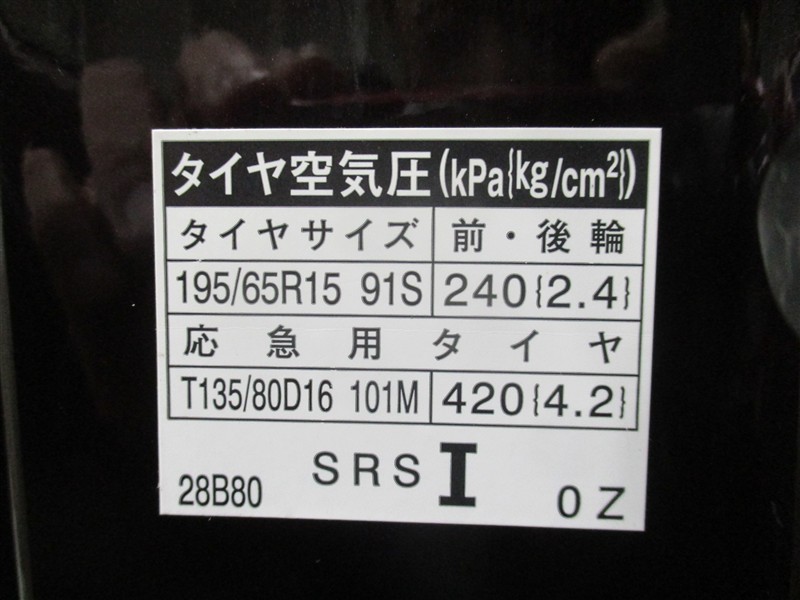 タイヤ空気圧(kPa{kg/cm²})
タイヤサイズ 前・後輪
195/65R15 91S 240{2.4}
応急用タイヤ
T135/80D16 101M 420{4.2}
SRS I
28B80 0Z